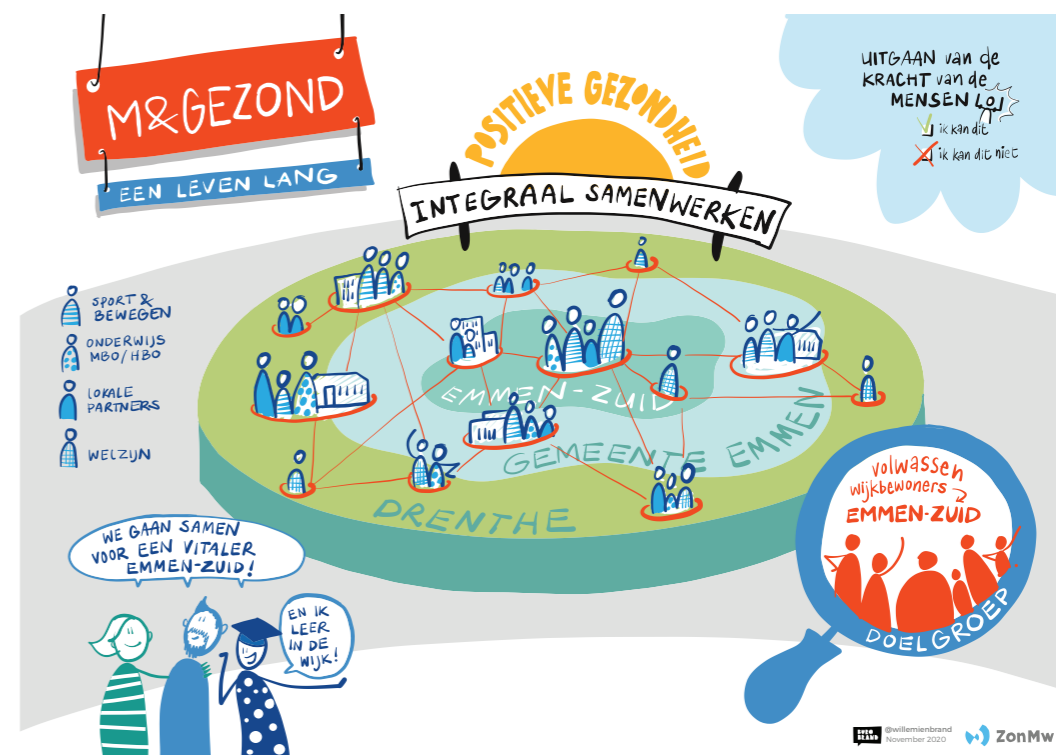 M&GEZOND
EEN LEVEN LANG
POSITIEVE GEZONDHEID
INTEGRAAL SAMENWERKEN
UITGAAN van de
KRACHT van de
MENSEN
ik kan dit
ik kan dit niet
SPORT &
BEWEGEN
ONDERWIJS
MBO/HBO
LOKALE
PARTNERS
WELZIJN
EMMEN-ZUID
GEMEENTE EMMEN
DRENTHE
WE GAAN SAMEN
VOOR EEN VITALER
EMMEN-ZUID!
EN IK
LEER
IN DE
WIJK!
volwassen
wijkbewoners
EMMEN-ZUID
DOELGROEP
BURO
BRAND
@willemienbrand
November 2020
ZonMw